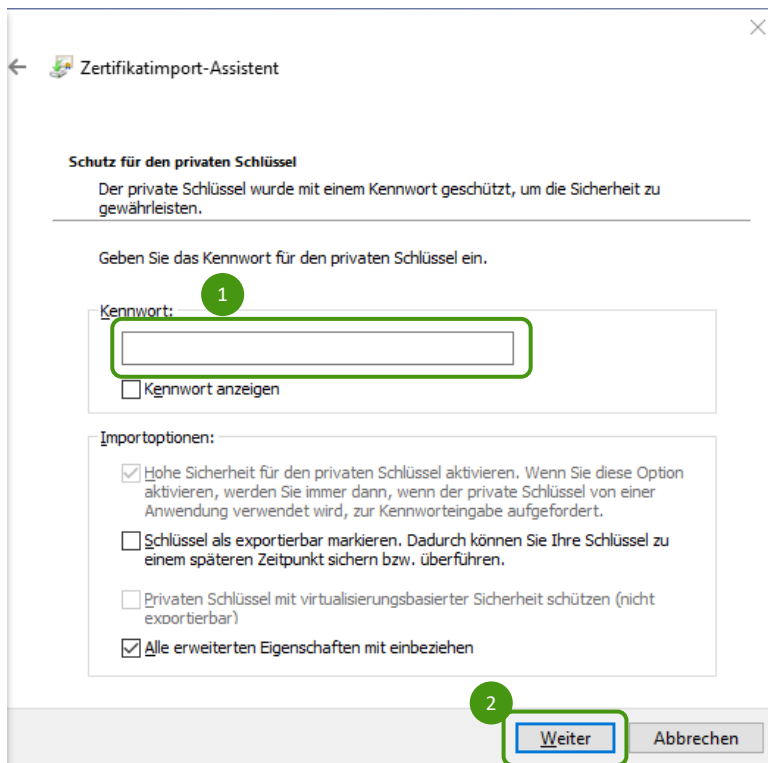 Zertifikatimport-Assistent
Schutz für den privaten Schlüssel
Der private Schlüssel wurde mit einem Kennwort geschützt, um die Sicherheit zu
gewährleisten.
Geben Sie das Kennwort für den privaten Schlüssel ein.
1
Kennwort:
Kennwort anzeigen
Importoptionen:
Hohe Sicherheit für den privaten Schlüssel aktivieren. Wenn Sie diese Option
aktivieren, werden Sie immer dann, wenn der private Schlüssel von einer
Anwendung verwendet wird, zur Kennworteingabe aufgefordert.
Schlüssel als exportierbar markieren. Dadurch können Sie Ihre Schlüssel zu
einem späteren Zeitpunkt sichern bzw. überführen.
Privaten Schlüssel mit virtualisierungsbasierter Sicherheit schützen (nicht
exportierbar)
Alle erweiterten Eigenschaften mit einbeziehen
2
Weiter Abbrechen